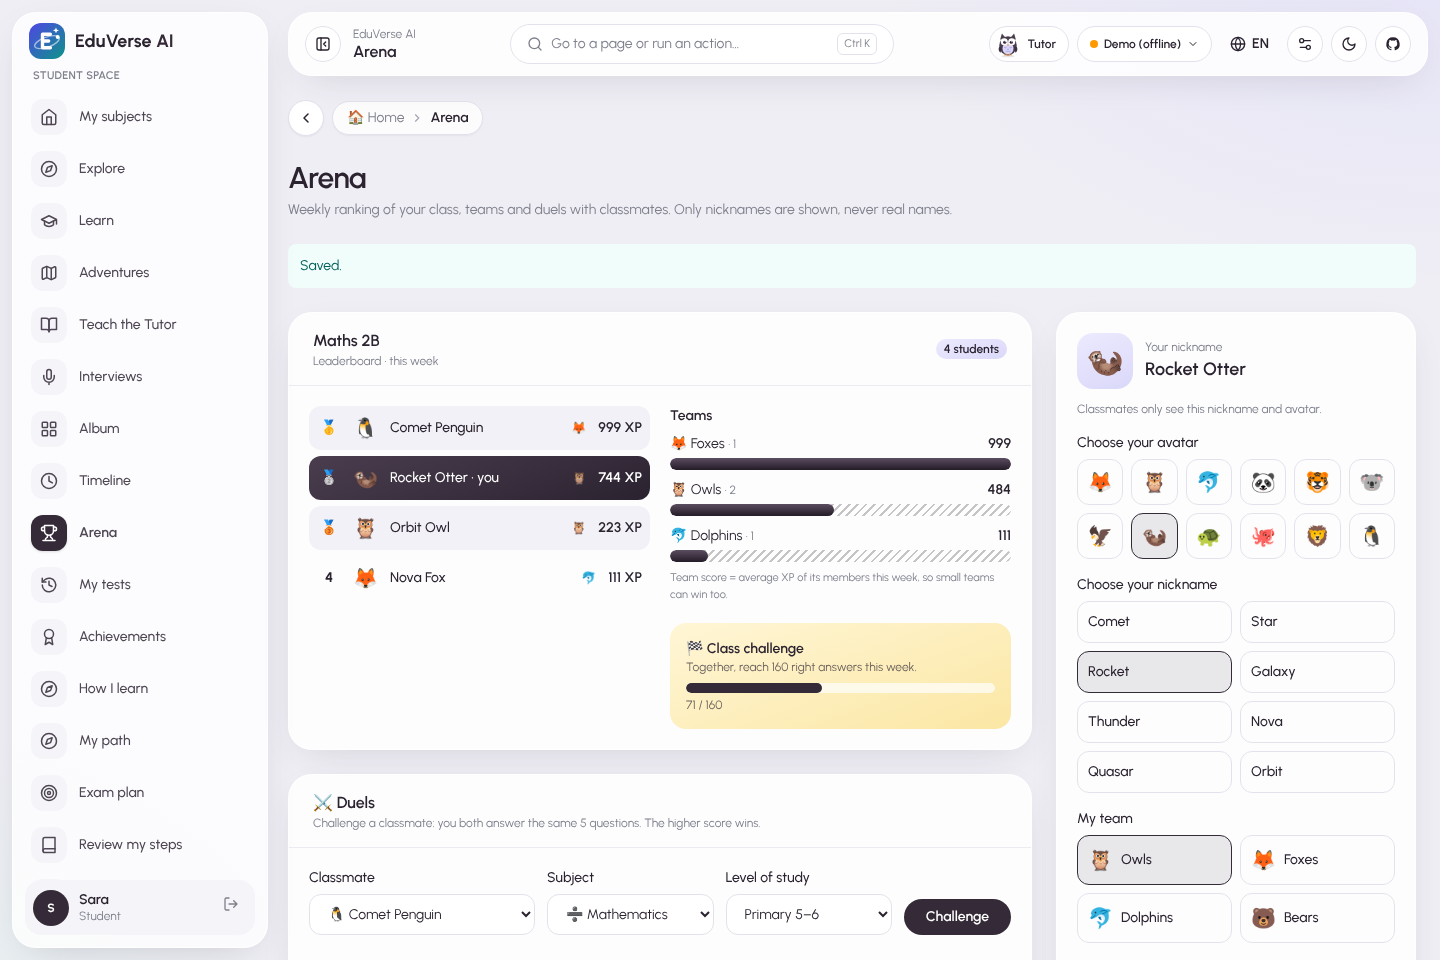 EduVerse AI
STUDENT SPACE
My subjects
Explore
Learn
Adventures
Teach the Tutor
Interviews
Album
Timeline
Arena
My tests
Achievements
How I learn
My path
Exam plan
Review my steps
S
Sara
Student
EduVerse AI
Arena
Go to a page or run an action...
Ctrl K
Tutor
Demo (offline)
EN
Home
Arena
Arena
Weekly ranking of your class, teams and duels with classmates. Only nicknames are shown, never real names.
Saved.
Maths 2B
Leaderboard · this week
4 students
Comet Penguin
999 XP
Rocket Otter · you
744 XP
Orbit Owl
223 XP
4
Nova Fox
111 XP
Teams
Foxes · 1
999
Owls · 2
484
Dolphins · 1
111
Team score = average XP of its members this week, so small teams
can win too.
Class challenge
Together, reach 160 right answers this week.
71 / 160
Duels
Challenge a classmate: you both answer the same 5 questions. The higher score wins.
Classmate
Subject
Level of study
Comet Penguin
Mathematics
Primary 5–6
Challenge
Your nickname
Rocket Otter
Classmates only see this nickname and avatar.
Choose your avatar
Choose your nickname
Comet
Star
Rocket
Galaxy
Thunder
Nova
Quasar
Orbit
My team
Owls
Foxes
Dolphins
Bears